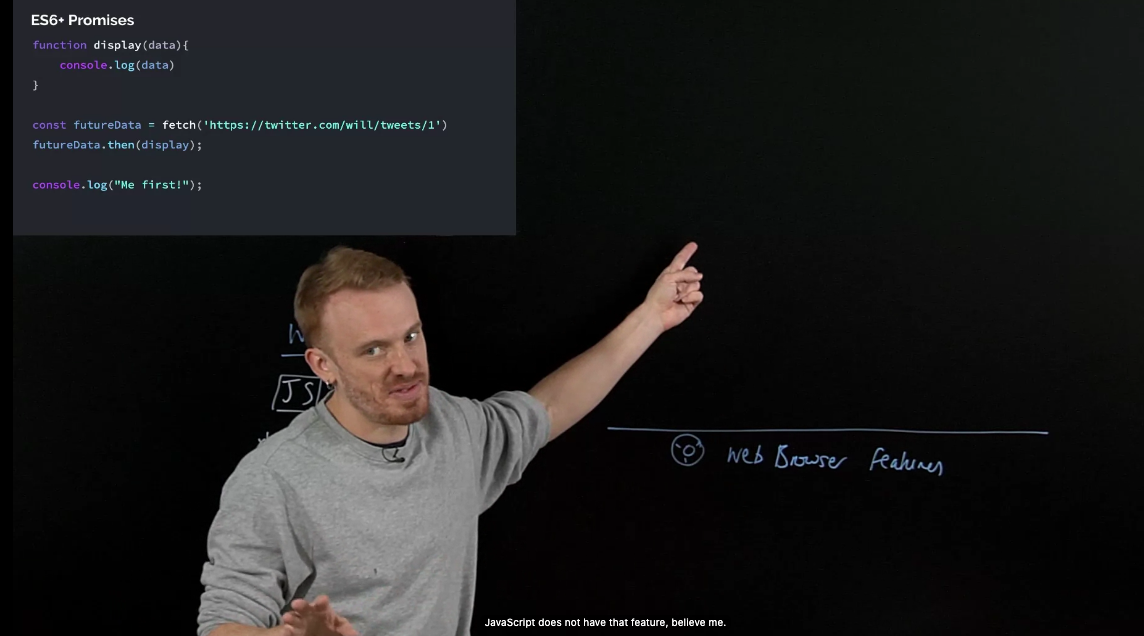 ES6+ Promises
function display(data){
console.log(data)
}
const futureData = fetch('https://twitter.com/will/tweets/1')
futureData.then(display);
console.log("Me first!");
JS
Web Browser Features
JavaScript does not have that feature, believe me.